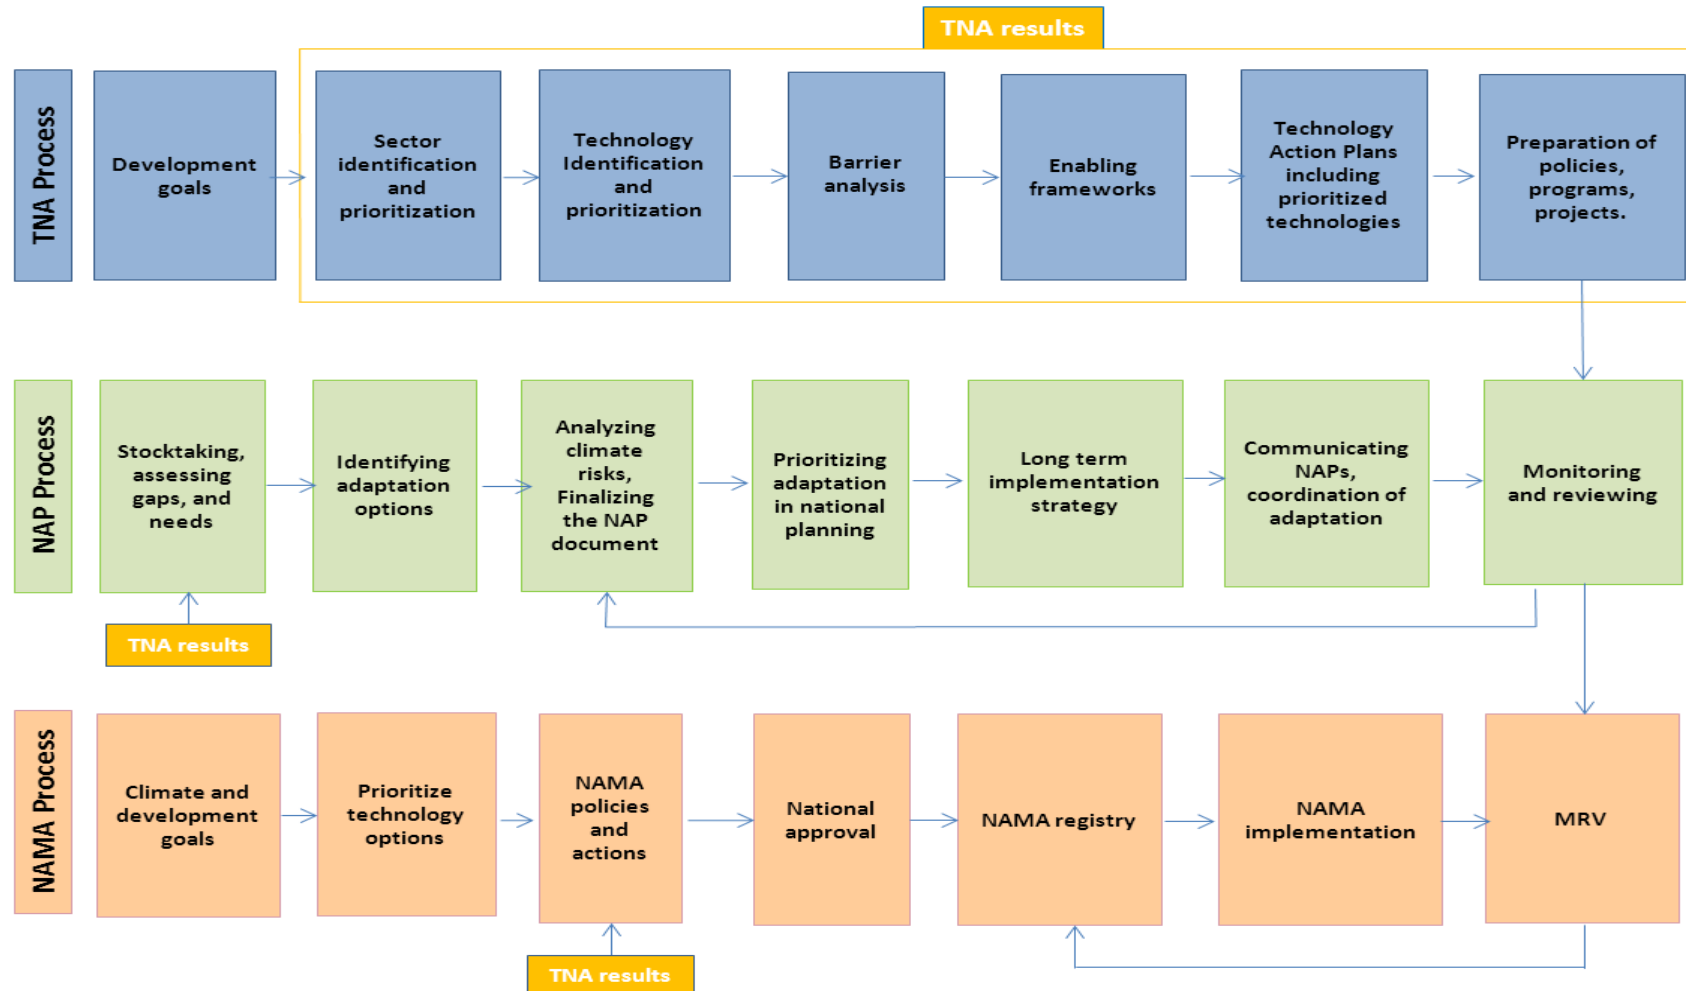 TNA results
TNA Process
Development
goals
Sector
identification
and
prioritization
Technology
Identification
and
prioritization
Barrier
analysis
Enabling
frameworks
Technology
Action Plans
including
prioritized
technologies
Preparation of
policies,
programs,
projects.
NAP Process
Stocktaking,
assessing
gaps, and
needs
Identifying
adaptation
options
Analyzing
climate
risks,
Finalizing
the NAP
document
Prioritizing
adaptation
in national
planning
Long term
implementation
strategy
Communicating
NAPs,
coordination of
adaptation
Monitoring
and reviewing
TNA results
NAMA Process
Climate and
development
goals
Prioritize
technology
options
NAMA
policies
and
actions
National
approval
NAMA registry
NAMA
implementation
MRV
TNA results